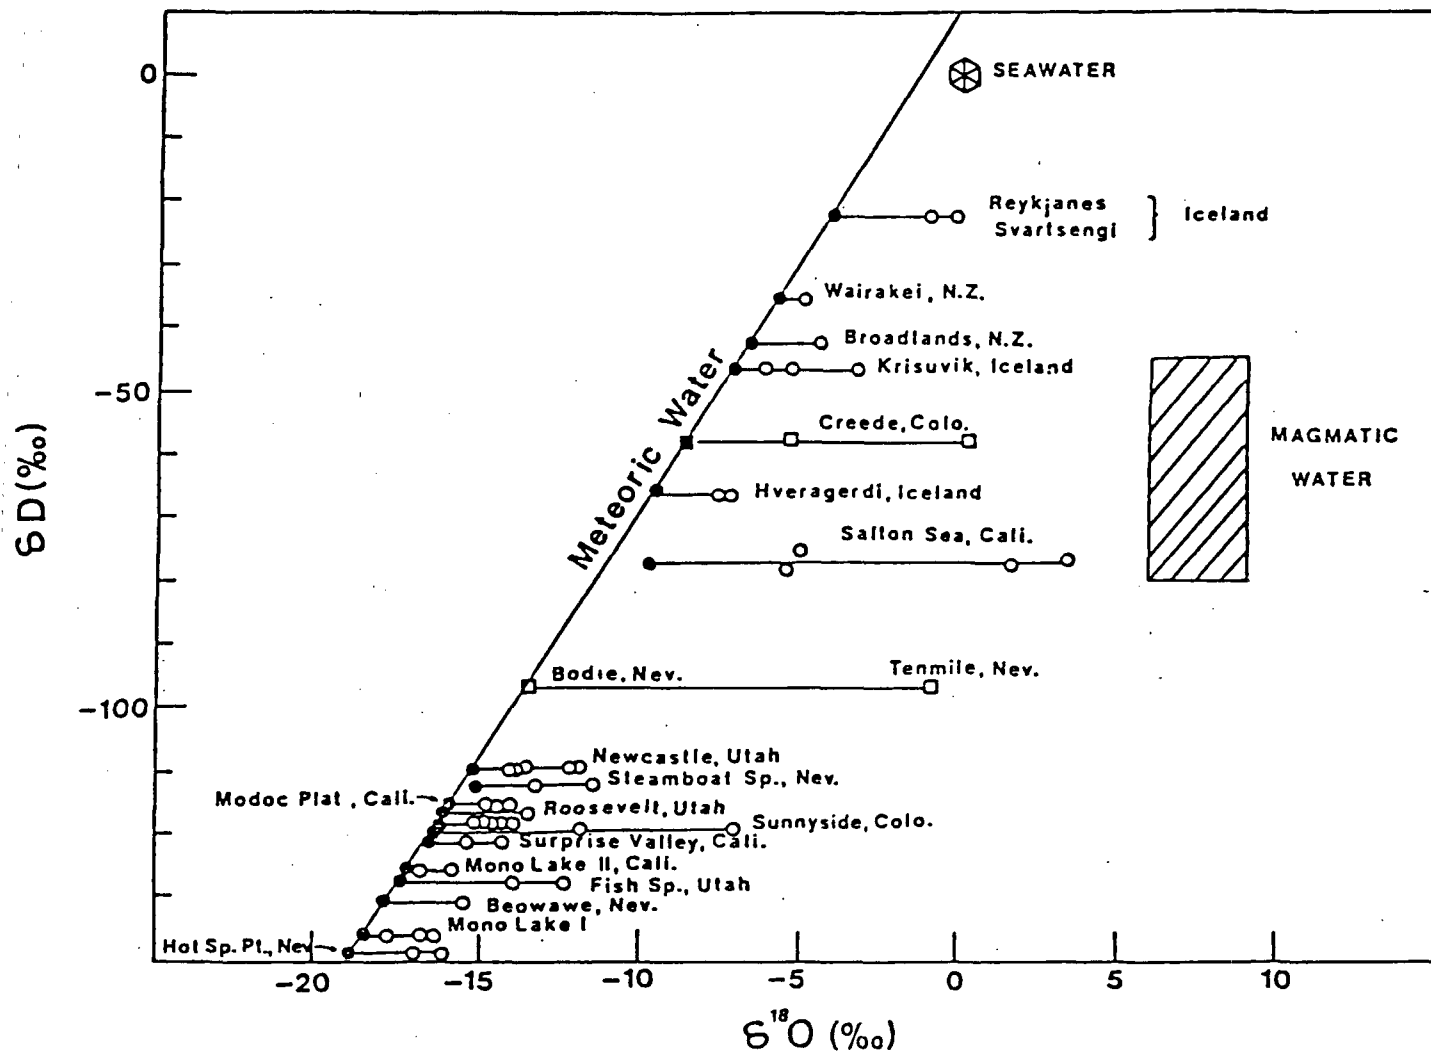 0
SEAWATER
Reykjanes
Svartsengi
Iceland
Wairakei, N.Z.
Broadlands, N.Z.
Krisuvik, Iceland
-50
Meteoric Water
Creede, Colo.
MAGMATIC
WATER
Hveragerdi, Iceland
δD(‰)
Salton Sea, Cali.
Bodie, Nev.
Tenmile, Nev.
-100
Newcastle, Utah
Steamboat Sp., Nev.
Modoc Plat, Cali.
Roosevelt, Utah
Sunnyside, Colo.
Surprise Valley, Cali.
Mono Lake II, Cali.
Fish Sp., Utah
Beowawe, Nev.
Mono Lake I
Hot Sp. Pt., Nev
-20 -15 -10 -5 0 5 10
δ¹⁸O (‰)